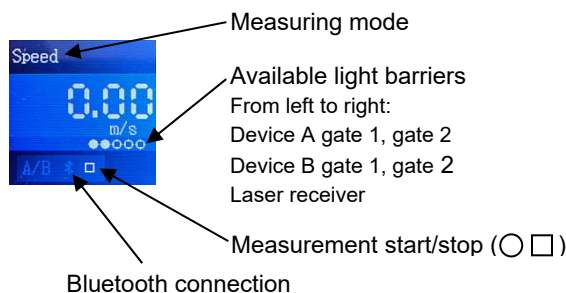 Measuring mode
Speed
0.00
m/s
A/B
Available light barriers
From left to right:
Device A gate 1, gate 2
Device B gate 1, gate 2
Laser receiver
Measurement start/stop (○ □)
Bluetooth connection